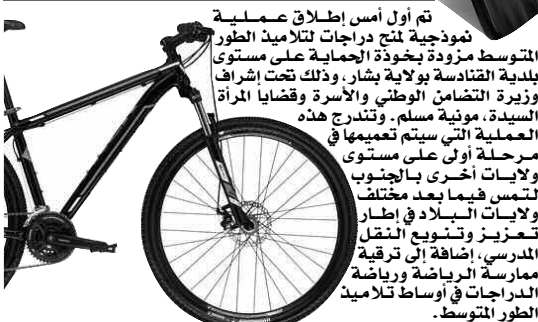 تم أول أمس إطلاق عـمـلـيـة
نموذجية لمنح دراجات لتلاميذ الطور
المتوسط مزودة بخوذة الحماية على مستوى
بلدية القنادسة بولاية بشار، وذلك تحت إشراف
وزيرة التضامن الوطني والأسرة وقضايا المرأة
السيدة، مونية مسلم. وتندرج هذه
العملية التي سيتم تعميمها في
مرحلة أولى على مستوى
ولايات أخرى بالجنوب
لتمس فيما بعد مختلف
ولايات البلاد في إطار
تعزيز وتنويع النقل
المدرسي، إضافة إلى ترقية
ممارسة الرياضة ورياضة
الدراجات في أوساط تلاميذ
الطور المتوسط.